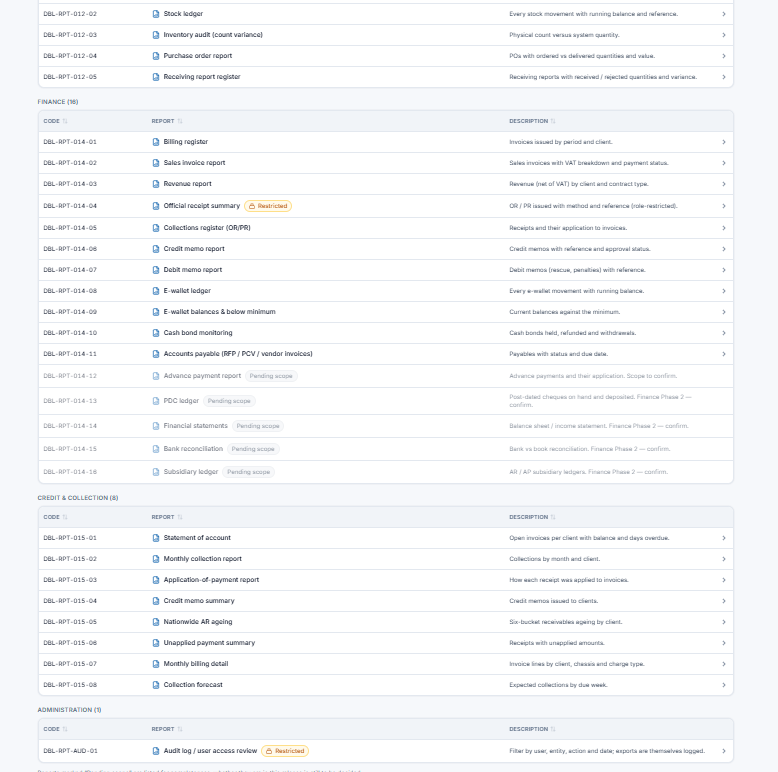 DBL-RPT-012-02 Stock ledger Every stock movement with running balance and reference.
DBL-RPT-012-03 Inventory audit (count variance) Physical count versus system quantity.
DBL-RPT-012-04 Purchase order report POs with ordered vs delivered quantities and value.
DBL-RPT-012-05 Receiving report register Receiving reports with received / rejected quantities and variance.
FINANCE (16)
CODE REPORT DESCRIPTION
DBL-RPT-014-01 Billing register Invoices issued by period and client.
DBL-RPT-014-02 Sales invoice report Sales invoices with VAT breakdown and payment status.
DBL-RPT-014-03 Revenue report Revenue (net of VAT) by client and contract type.
DBL-RPT-014-04 Official receipt summary Restricted OR / PR issued with method and reference (role-restricted).
DBL-RPT-014-05 Collections register (OR/PR) Receipts and their application to invoices.
DBL-RPT-014-06 Credit memo report Credit memos with reference and approval status.
DBL-RPT-014-07 Debit memo report Debit memos (rescue, penalties) with reference.
DBL-RPT-014-08 E-wallet ledger Every e-wallet movement with running balance.
DBL-RPT-014-09 E-wallet balances & below minimum Current balances against the minimum.
DBL-RPT-014-10 Cash bond monitoring Cash bonds held, refunded and withdrawals.
DBL-RPT-014-11 Accounts payable (RFP / PCV / vendor invoices) Payables with status and due date.
DBL-RPT-014-12 Advance payment report Pending scope Advance payments and their application. Scope to confirm.
DBL-RPT-014-13 PDC ledger Pending scope Post-dated cheques on hand and deposited. Finance Phase 2 —
confirm.
DBL-RPT-014-14 Financial statements Pending scope Balance sheet / income statement. Finance Phase 2 — confirm.
DBL-RPT-014-15 Bank reconciliation Pending scope Bank vs book reconciliation. Finance Phase 2 — confirm.
DBL-RPT-014-16 Subsidiary ledger Pending scope AR / AP subsidiary ledgers. Finance Phase 2 — confirm.
CREDIT & COLLECTION (8)
CODE REPORT DESCRIPTION
DBL-RPT-015-01 Statement of account Open invoices per client with balance and days overdue.
DBL-RPT-015-02 Monthly collection report Collections by month and client.
DBL-RPT-015-03 Application-of-payment report How each receipt was applied to invoices.
DBL-RPT-015-04 Credit memo summary Credit memos issued to clients.
DBL-RPT-015-05 Nationwide AR ageing Six-bucket receivables ageing by client.
DBL-RPT-015-06 Unapplied payment summary Receipts with unapplied amounts.
DBL-RPT-015-07 Monthly billing detail Invoice lines by client, chassis and charge type.
DBL-RPT-015-08 Collection forecast Expected collections by due week.
ADMINISTRATION (1)
CODE REPORT DESCRIPTION
DBL-RPT-AUD-01 Audit log / user access review Restricted Filter by user, entity, action and date; exports are themselves logged.